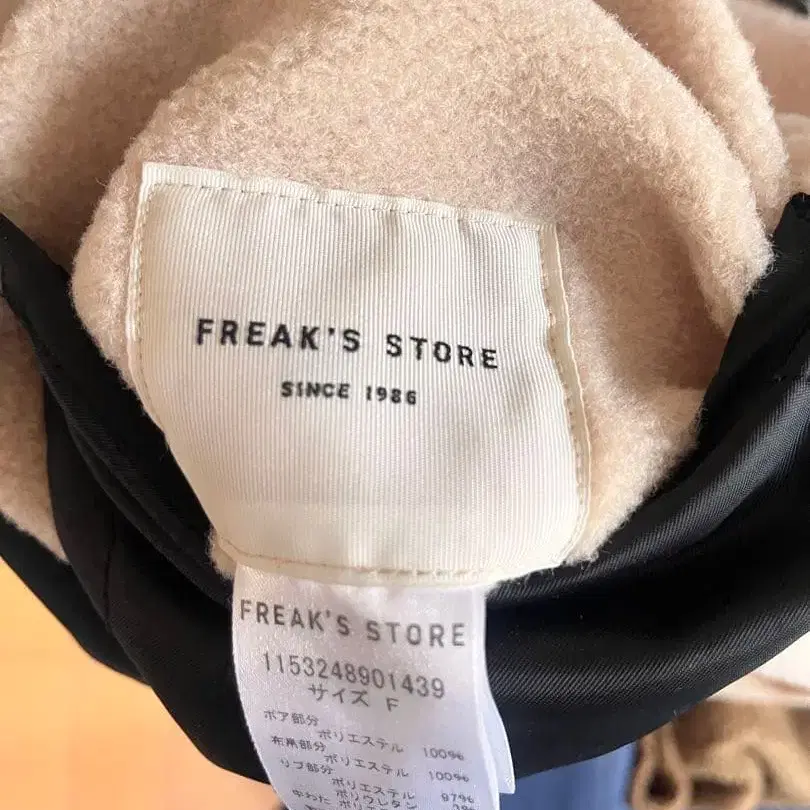 FREAK'S STORE
SINCE 1986
FREAK'S STORE
1153248901439
サイズ F
ボア部分
ポリエステル 100%
布帛部分
ポリエステル 100%
リブ部分
ポリエステル 97%
ポリウレタン 3%
中わた